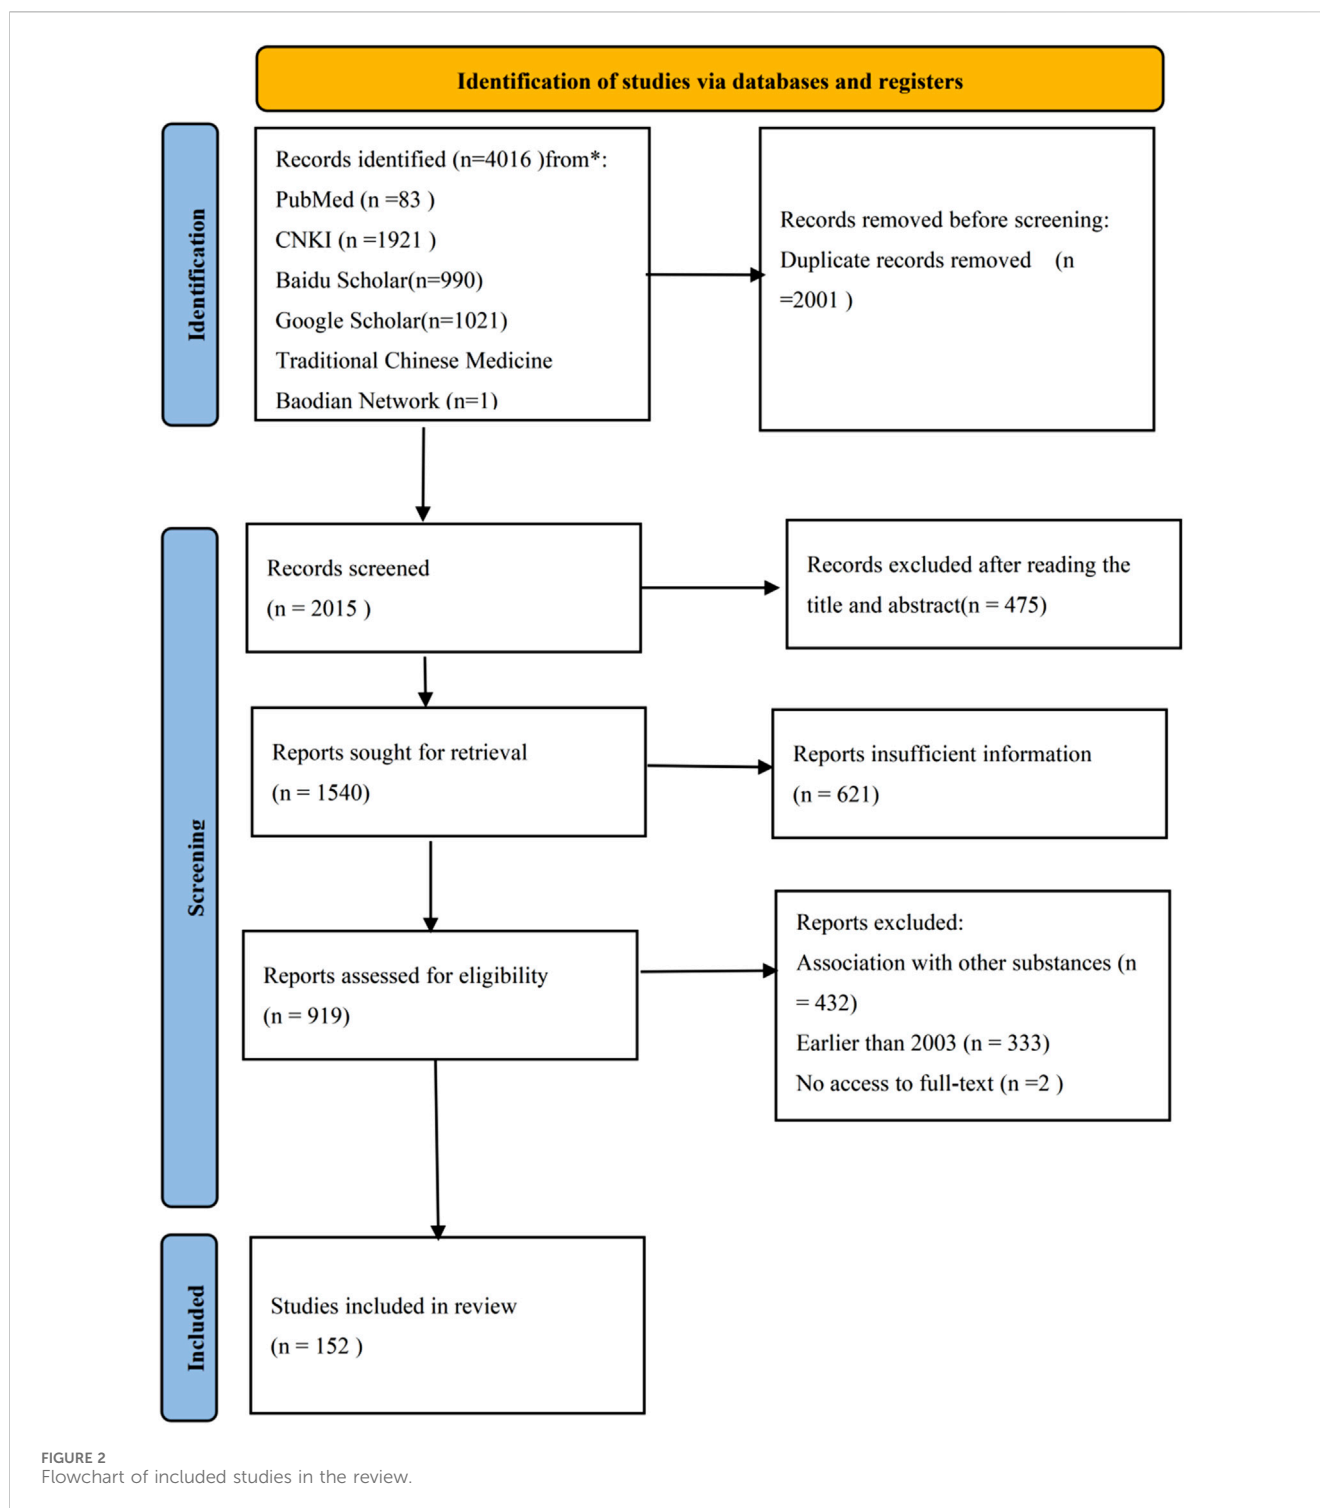 Identification of studies via databases and registers
Identification
Records identified (n=4016 )from*:
PubMed (n =83 )
CNKI (n =1921 )
Baidu Scholar(n=990)
Google Scholar(n=1021)
Traditional Chinese Medicine
Baodian Network (n=1)
Records removed before screening:
Duplicate records removed (n
=2001 )
Screening
Records screened
(n = 2015 )
Records excluded after reading the
title and abstract(n = 475)
Reports sought for retrieval
(n = 1540)
Reports insufficient information
(n = 621)
Reports assessed for eligibility
(n = 919)
Reports excluded:
Association with other substances (n
= 432)
Earlier than 2003 (n = 333)
No access to full-text (n =2 )
Included
Studies included in review
(n = 152 )
FIGURE 2
Flowchart of included studies in the review.